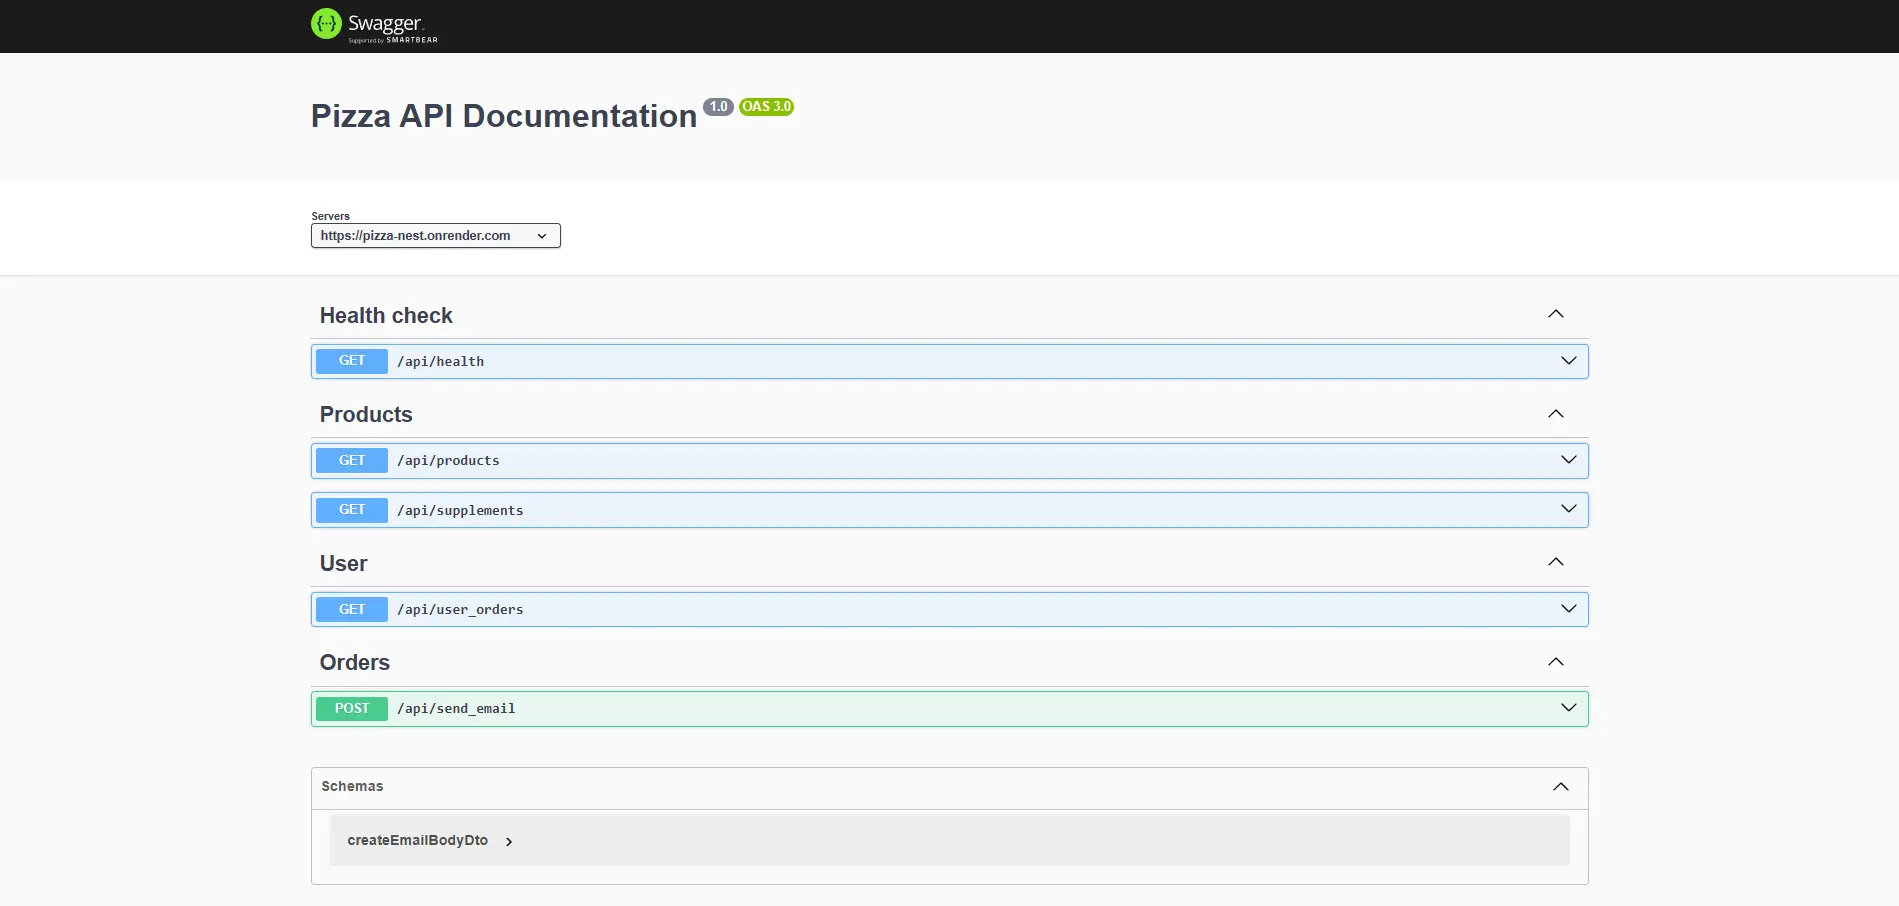 Swagger.
Supported by SMARTBEAR
Pizza API Documentation 1.0 OAS 3.0
Servers
https://pizza-nest.onrender.com
Health check
GET /api/health
Products
GET /api/products
GET /api/supplements
User
GET /api/user_orders
Orders
POST /api/send_email
Schemas
createEmailBodyDto